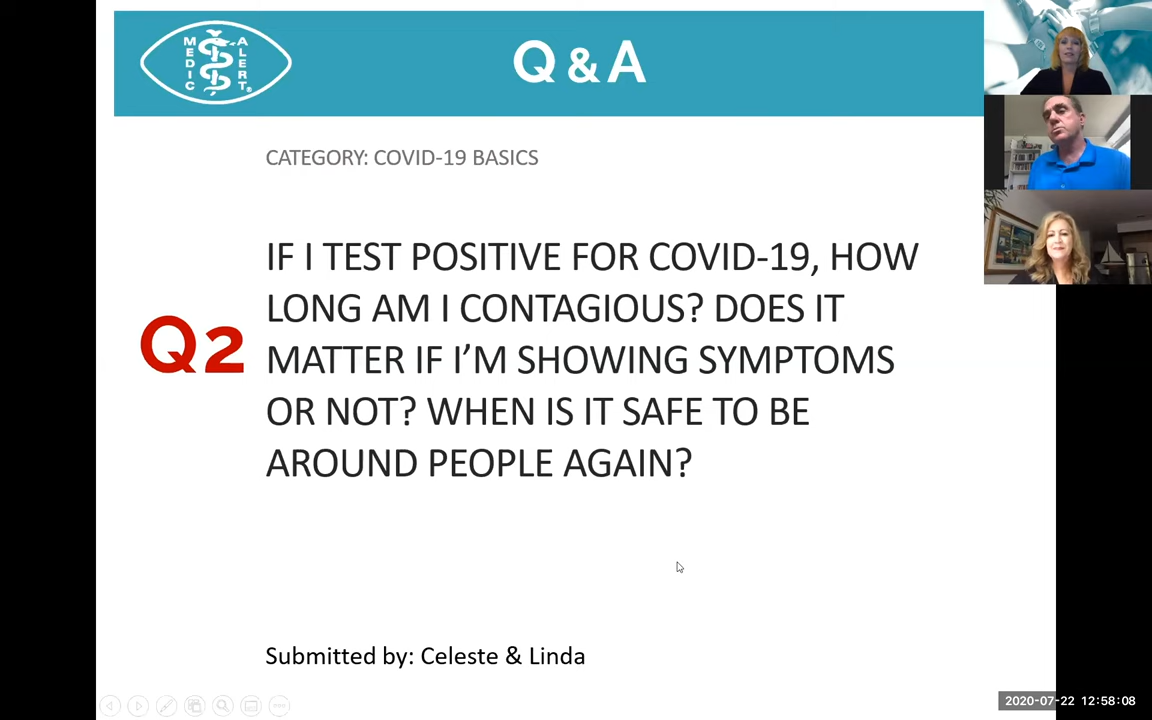 MEDIC ALERT®
Q & A
CATEGORY: COVID-19 BASICS
Q2
IF I TEST POSITIVE FOR COVID-19, HOW
LONG AM I CONTAGIOUS? DOES IT
MATTER IF I’M SHOWING SYMPTOMS
OR NOT? WHEN IS IT SAFE TO BE
AROUND PEOPLE AGAIN?
Submitted by: Celeste & Linda
2020-07-22 12:58:08